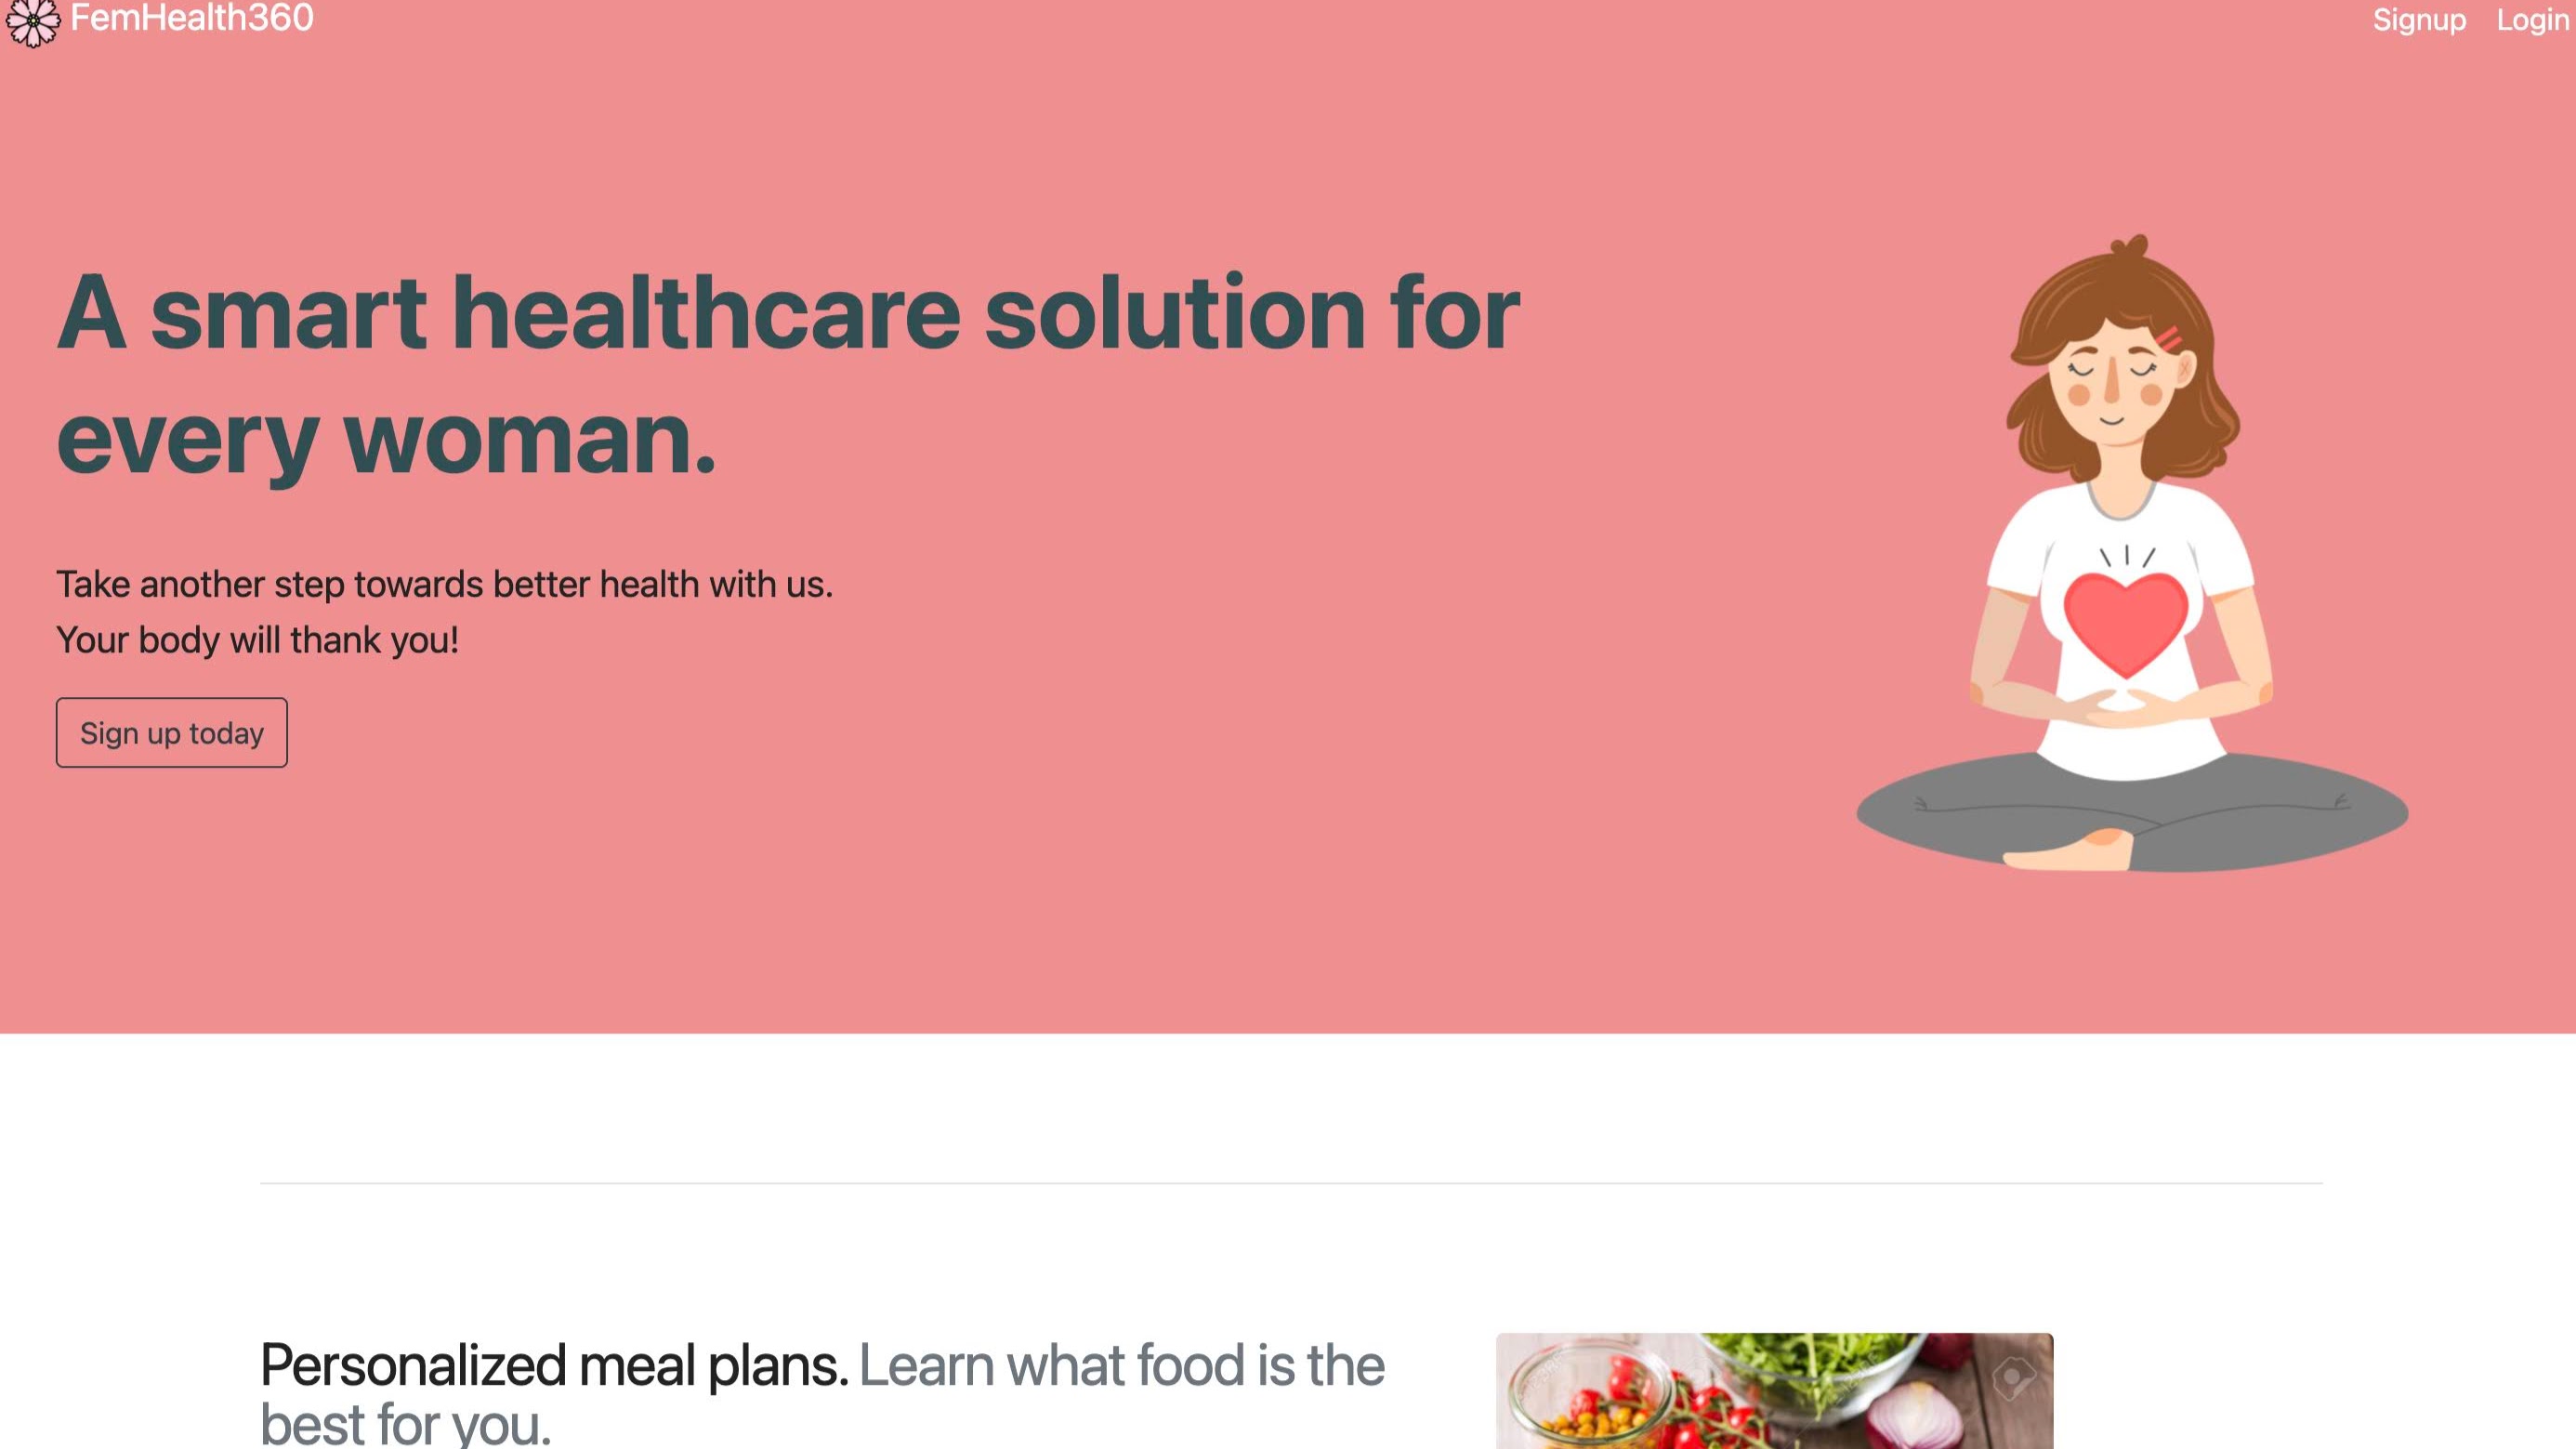 FemHealth360
Signup Login
A smart healthcare solution for
every woman.
Take another step towards better health with us.
Your body will thank you!
Sign up today
Personalized meal plans. Learn what food is the
best for you.